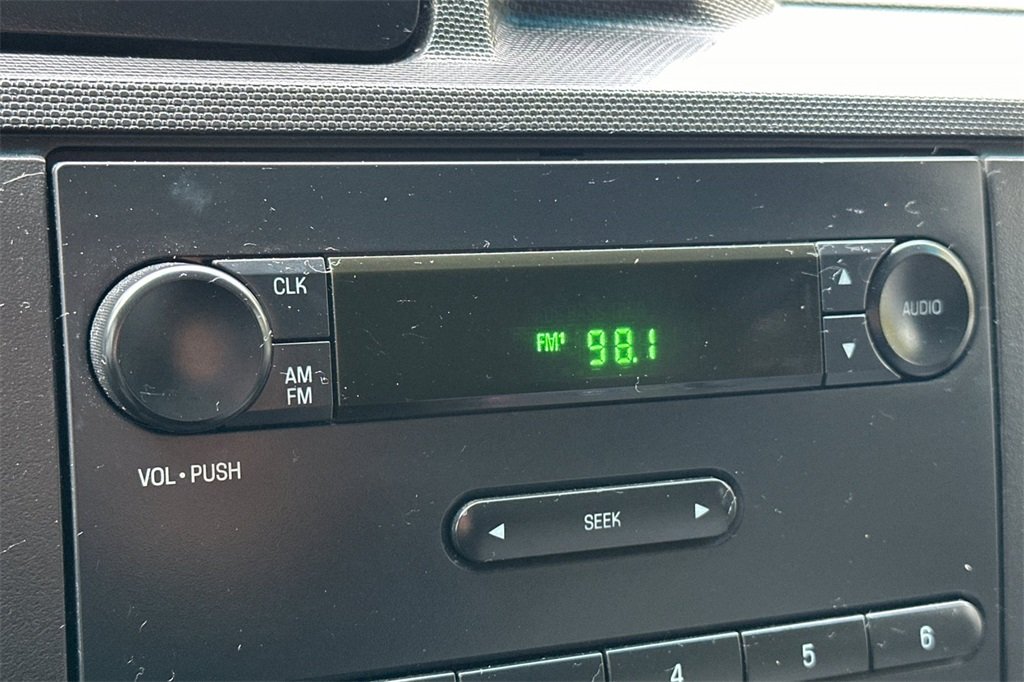 CLK
AM
FM
FM¹ 98.1
AUDIO
VOL • PUSH
SEEK
4
5
6